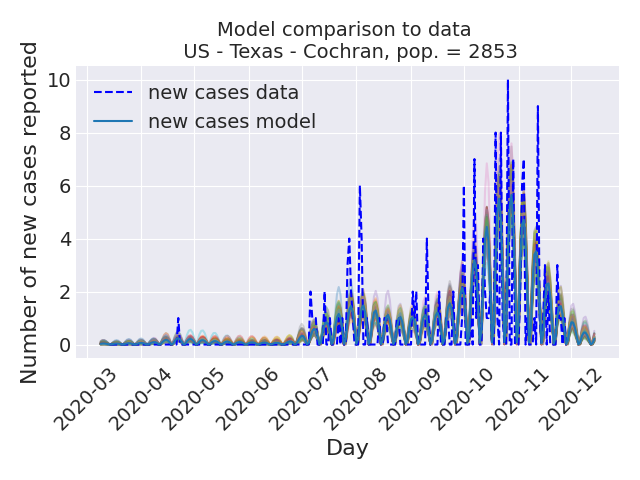 Model comparison to data
US - Texas - Cochran, pop. = 2853
Number of new cases reported
10
8
6
4
2
0
new cases data
new cases model
2020-03
2020-04
2020-05
2020-06
2020-07
2020-08
2020-09
2020-10
2020-11
2020-12
Day